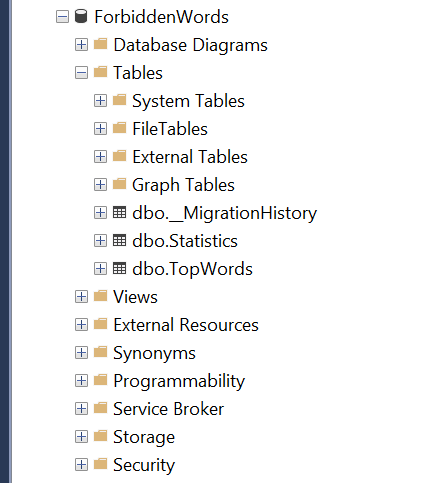 ForbiddenWords
Database Diagrams
Tables
System Tables
FileTables
External Tables
Graph Tables
dbo.__MigrationHistory
dbo.Statistics
dbo.TopWords
Views
External Resources
Synonyms
Programmability
Service Broker
Storage
Security